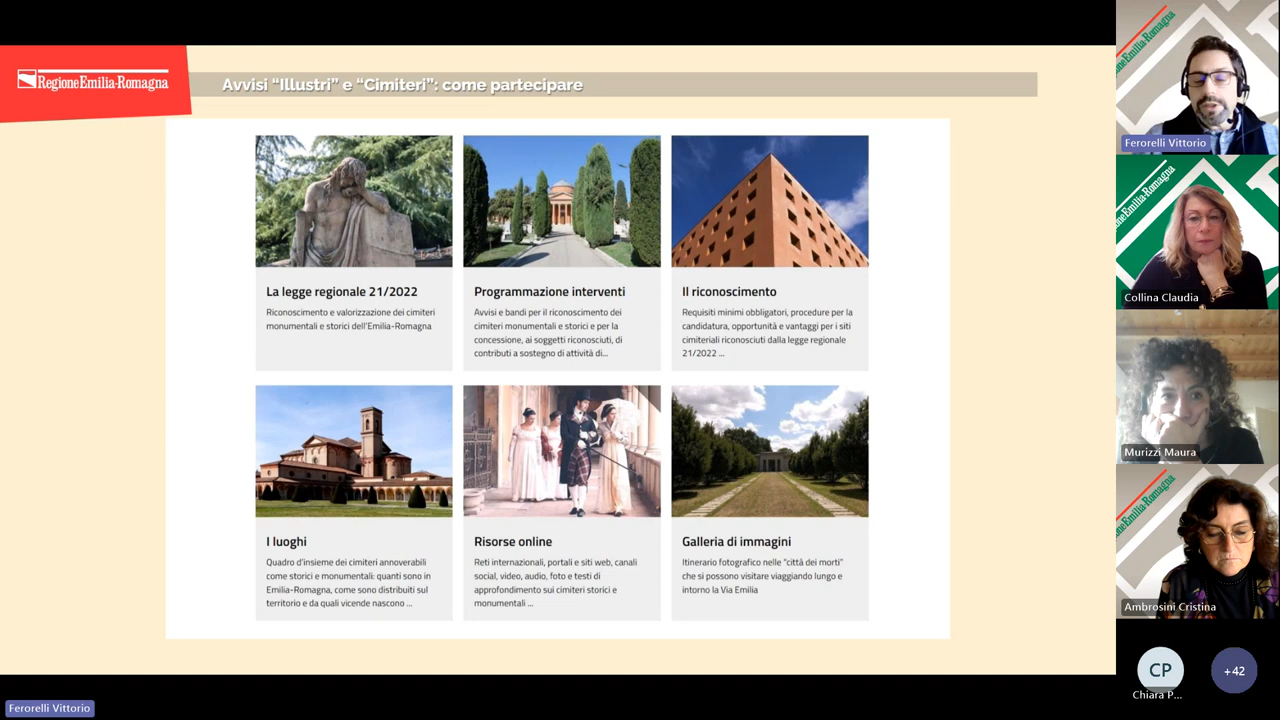 RegioneEmilia-Romagna
Avvisi “Illustri” e “Cimiteri”: come partecipare
La legge regionale 21/2022
Riconoscimento e valorizzazione dei cimiteri
monumentali e storici dell’Emilia-Romagna
Programmazione interventi
Avvisi e bandi per il riconoscimento dei
cimiteri monumentali e storici e per la
concessione, ai soggetti riconosciuti, di
contributi a sostegno di attività di...
Il riconoscimento
Requisiti minimi obbligatori, procedure per la
candidatura, opportunità e vantaggi per i siti
cimiteriali riconosciuti dalla legge regionale
21/2022 ...
I luoghi
Quadro d’insieme dei cimiteri annoverabili
come storici e monumentali: quanti sono in
Emilia-Romagna, come sono distribuiti sul
territorio e da quali vicende nascono ...
Risorse online
Reti internazionali, portali e siti web, canali
social, video, audio, foto e testi di
approfondimento sui cimiteri storici e
monumentali ...
Galleria di immagini
Itinerario fotografico nelle “città dei morti”
che si possono visitare viaggiando lungo e
intorno la Via Emilia
Ferorelli Vittorio
Collina Claudia
Murizzi Maura
Ambrosini Cristina
CP
Chiara P...
+42
Ferorelli Vittorio